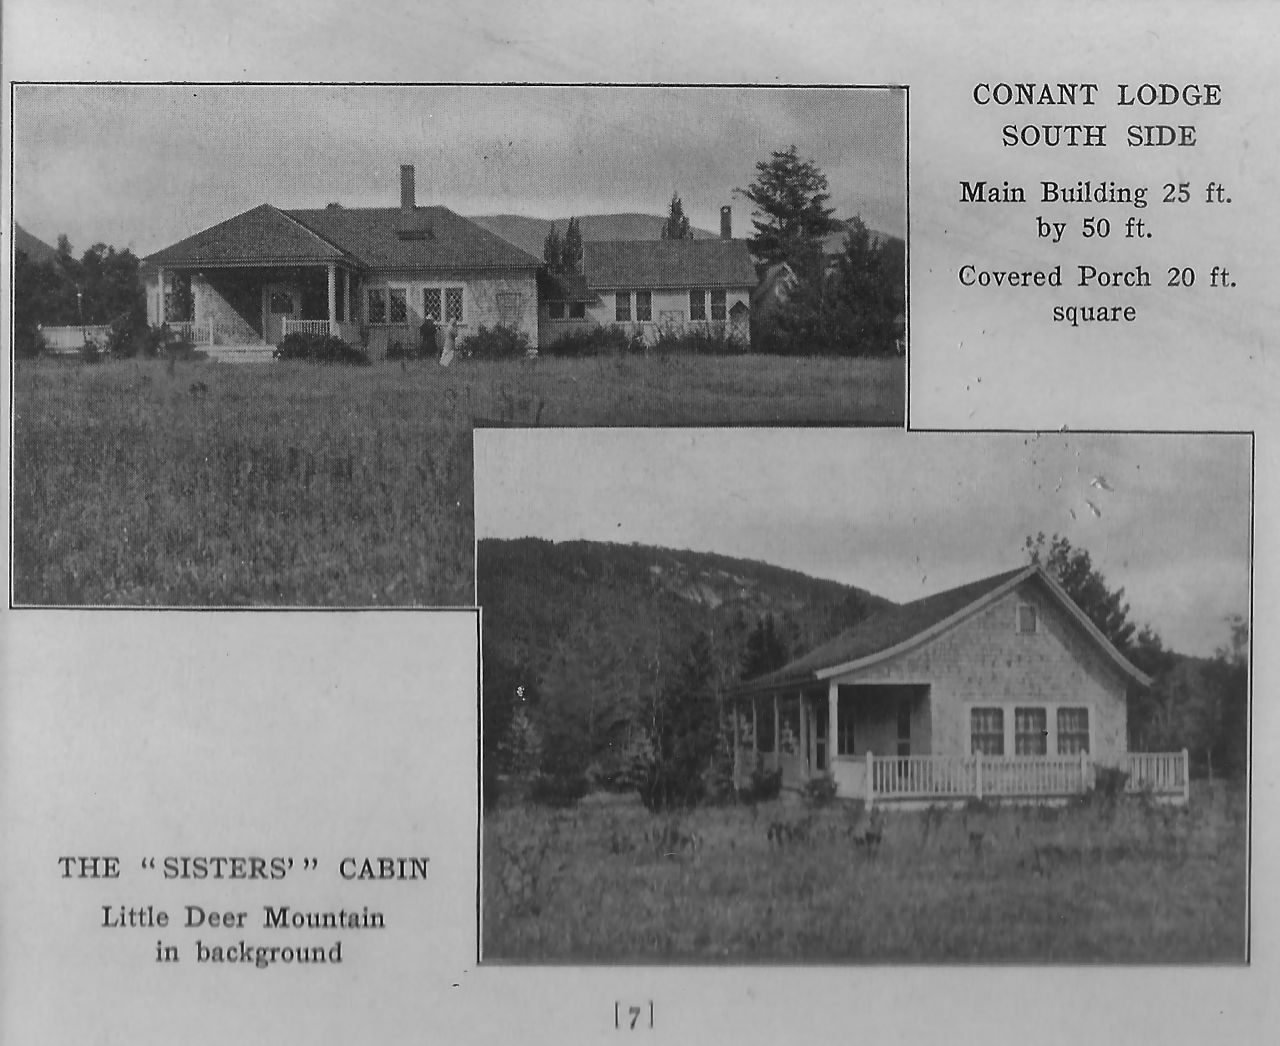 CONANT LODGE
SOUTH SIDE
Main Building 25 ft.
by 50 ft.
Covered Porch 20 ft.
square
THE “SISTERS’” CABIN
Little Deer Mountain
in background
[7]